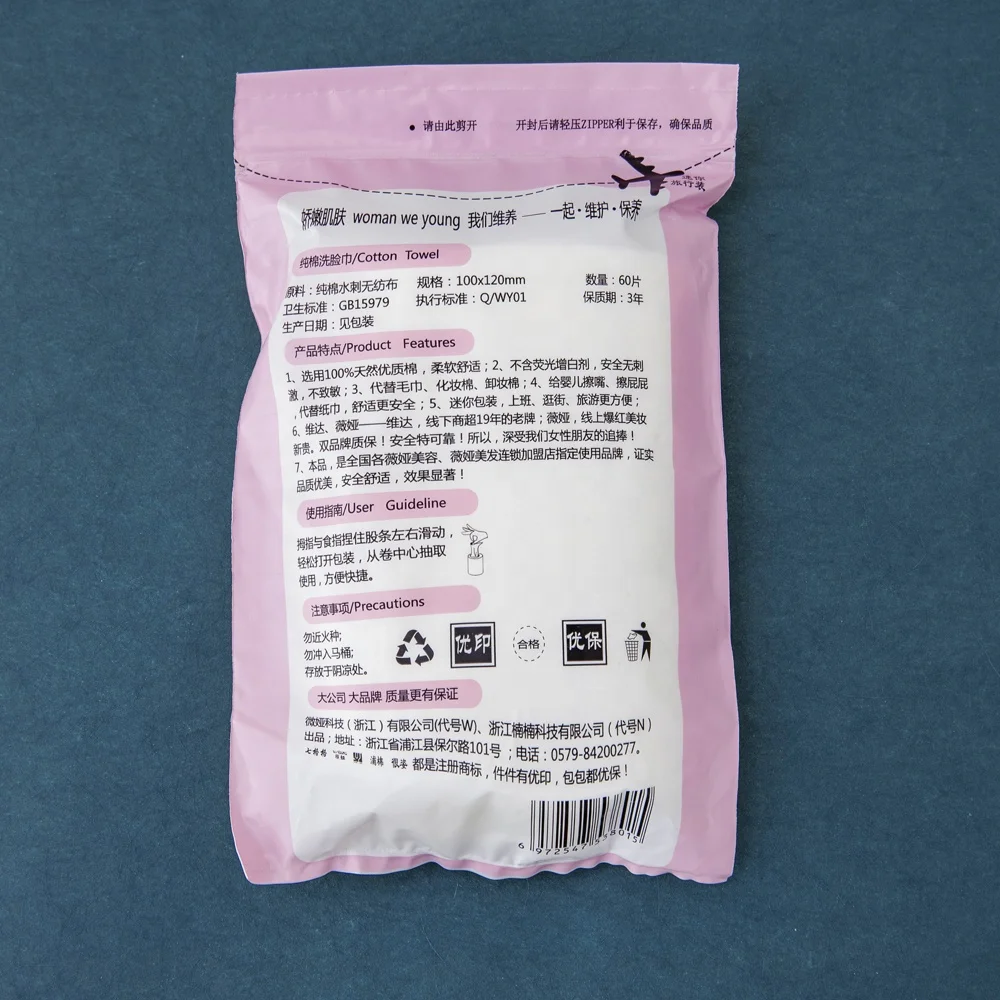 ● 请由此剪开 开封后请轻压ZIPPER利于保存，确保品质
迷你
旅行装
娇嫩肌肤 woman we young 我们维养 —— 一起·维护·保养
纯棉洗脸巾/Cotton Towel
原料：纯棉水刺无纺布 规格：100x120mm 数量：60片
卫生标准：GB15979 执行标准：Q/WY01 保质期：3年
生产日期：见包装
产品特点/Product Features
1、选用100%天然优质棉，柔软舒适；2、不含荧光增白剂，安全无刺
激，不致敏；3、代替毛巾、化妆棉、卸妆棉；4、给婴儿擦嘴、擦屁屁
，代替纸巾，舒适更安全；5、迷你包装，上班、逛街、旅游更方便；
6、维达、薇娅——维达，线下商超19年的老牌；薇娅，线上爆红美妆
新贵。双品牌质保！安全特可靠！所以，深受我们女性朋友的追捧！
7、本品，是全国各薇娅美容、薇娅美发连锁加盟店指定使用品牌，证实
品质优美，安全舒适，效果显著！
使用指南/User Guideline
拇指与食指捏住股条左右滑动，
轻松打开包装，从卷中心抽取
使用，方便快捷。
注意事项/Precautions
勿近火种;
勿冲入马桶;
存放于阴凉处。
优印 合格 优保
大公司 大品牌 质量更有保证
微娅科技（浙江）有限公司(代号W)、浙江楠楠科技有限公司（代号N）
出品；地址：浙江省浦江县保尔路101号；电话：0579-84200277。
都是注册商标，件件有优印，包包都优保！
6 972547 538015